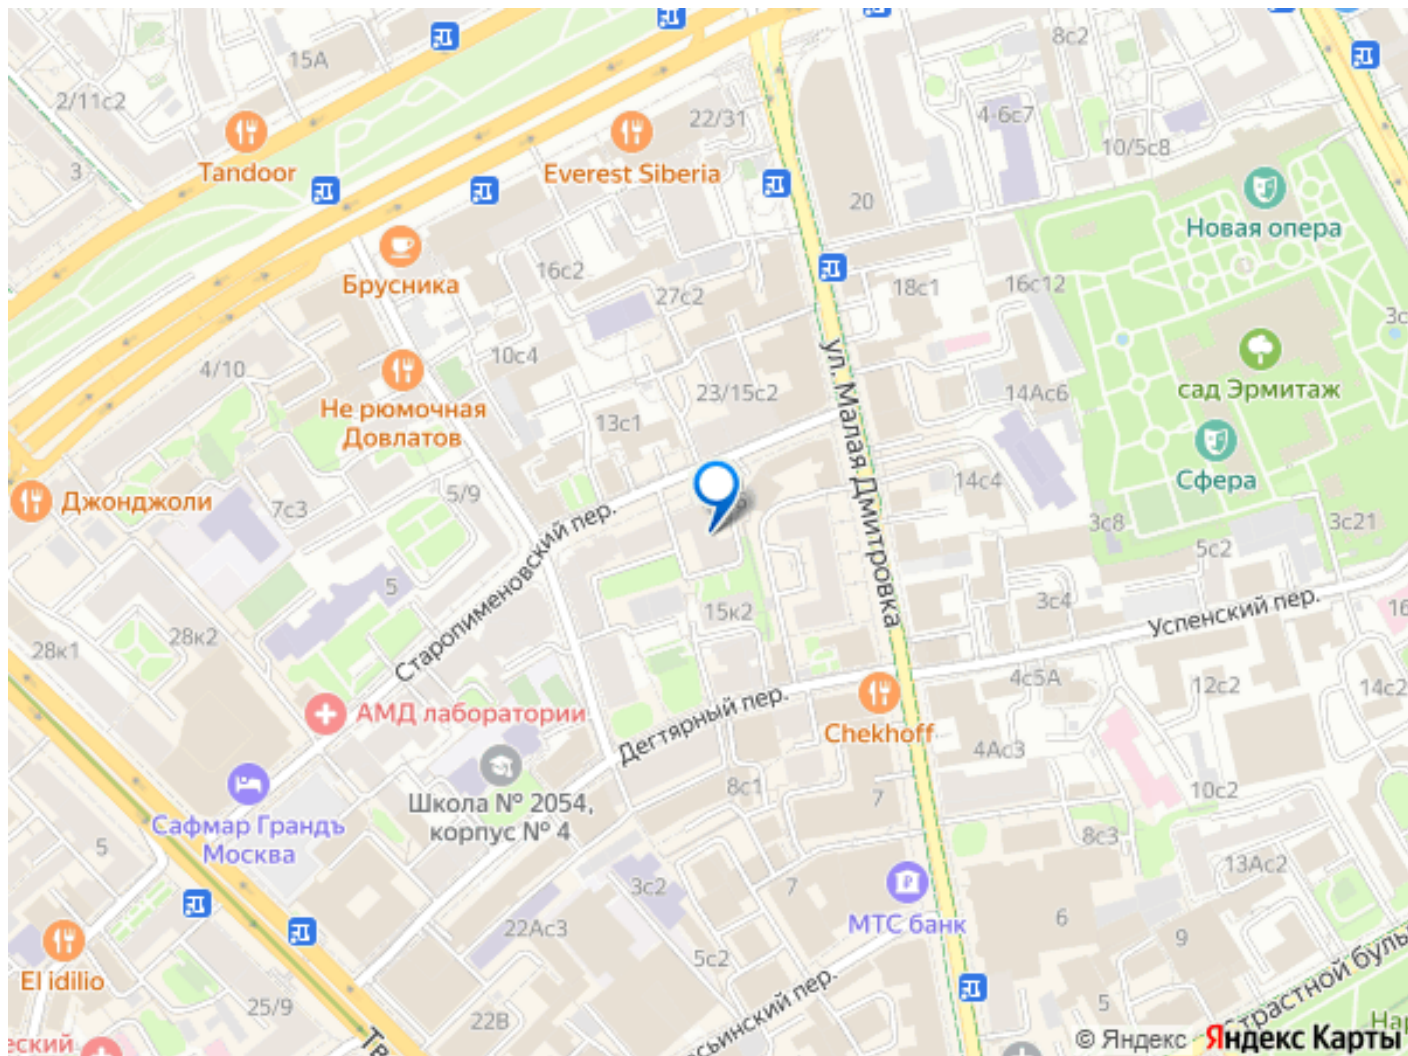 8с2
15А
2/11с2
22/31
4-6с7
Tandoor
Everest Siberia
10/5с8
3
20
Новая опера
Брусника
16с2
27с2
18с1
16с12
3с
ул. Малая Дмитровка
4/10
10с4
23/15с2
14Ас6
сад Эрмитаж
Не рюмочная
Довлатов
13с1
Сфера
Джонджоли
7с3
5/9
14с4
3с8
3с21
Старопименовский пер.
5с2
5
15к2
3с4
Успенский пер.
16
28к1
28к2
4с5А
12с2
14с2
АМД лаборатории
Дегтярный пер.
Chekhoff
4Ас3
8с1
7
10с2
Школа № 2054,
корпус № 4
Сафмар Грандъ
Москва
5
8с3
13Ас2
3с2
7
МТС банк
6
22Ас3
9
El idilio
5с2
25/9
22В
5
© Яндекс
Яндекс Карты